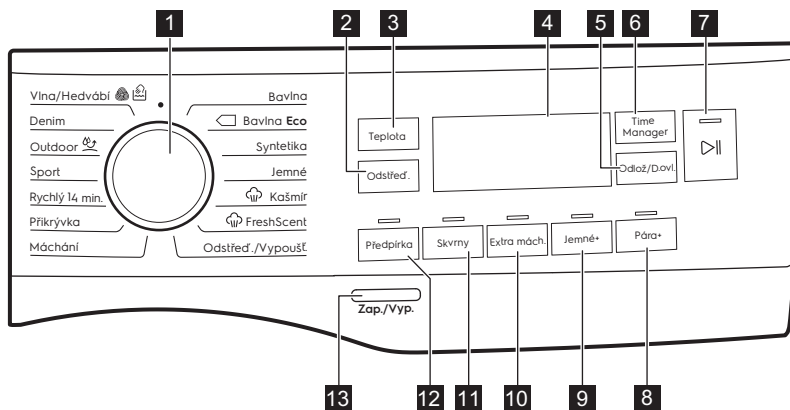 1
2
3
4
5
6
7
Vlna/Hedvábí
Denim
Outdoor
Sport
Rychlý 14 min.
Přikrývka
Máchání
Bavlna
Bavlna Eco
Syntetika
Jemné
Kašmír
FreshScent
Odstřeď./Vypoušť.
Teplota
Odstřeď.
Time
Manager
Odlož/D.ovl.
Předpírka
Skvrny
Extra mách.
Jemné+
Pára+
Zap./Vyp.
13
12
11
10
9
8